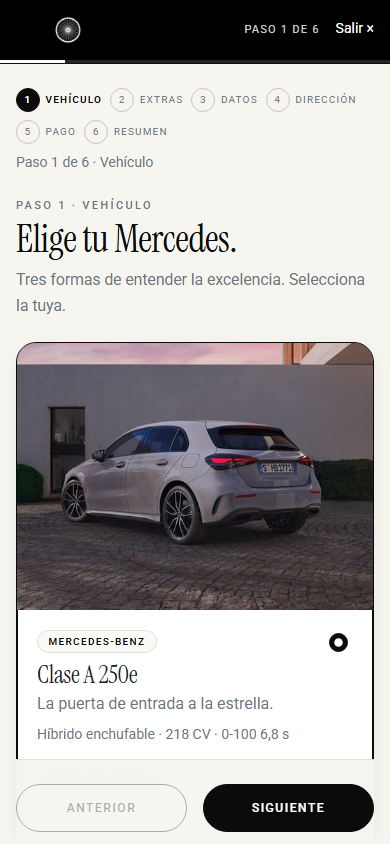 PASO 1 DE 6 Salir ×
1 VEHÍCULO 2 EXTRAS 3 DATOS 4 DIRECCIÓN
5 PAGO 6 RESUMEN
Paso 1 de 6 · Vehículo
PASO 1 · VEHÍCULO
Elige tu Mercedes.
Tres formas de entender la excelencia. Selecciona
la tuya.
MERCEDES-BENZ
Clase A 250e
La puerta de entrada a la estrella.
Híbrido enchufable · 218 CV · 0-100 6,8 s
ANTERIOR SIGUIENTE